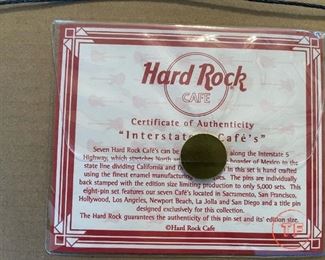 Hard Rock
CAFE
Certificate of Authenticity
"Interstate Café's"
Seven Hard Rock Café's can be along the Interstate 5
Highway, which stretches North border of Mexico to the
state line dividing California and O in this set is hand crafted
using the finest enamel manufacturing. The pins are individually
back stamped with the edition size limiting production to only 5,000 sets. This
eight-pin set features our seven Café's located in Sacramento, San Francisco,
Hollywood, Los Angeles, Newport Beach, La Jolla, San Diego and a title pin
designed exclusively for this collection.
The Hard Rock guarantees the authenticity of this pin set and its' edition size.
©Hard Rock Cafe